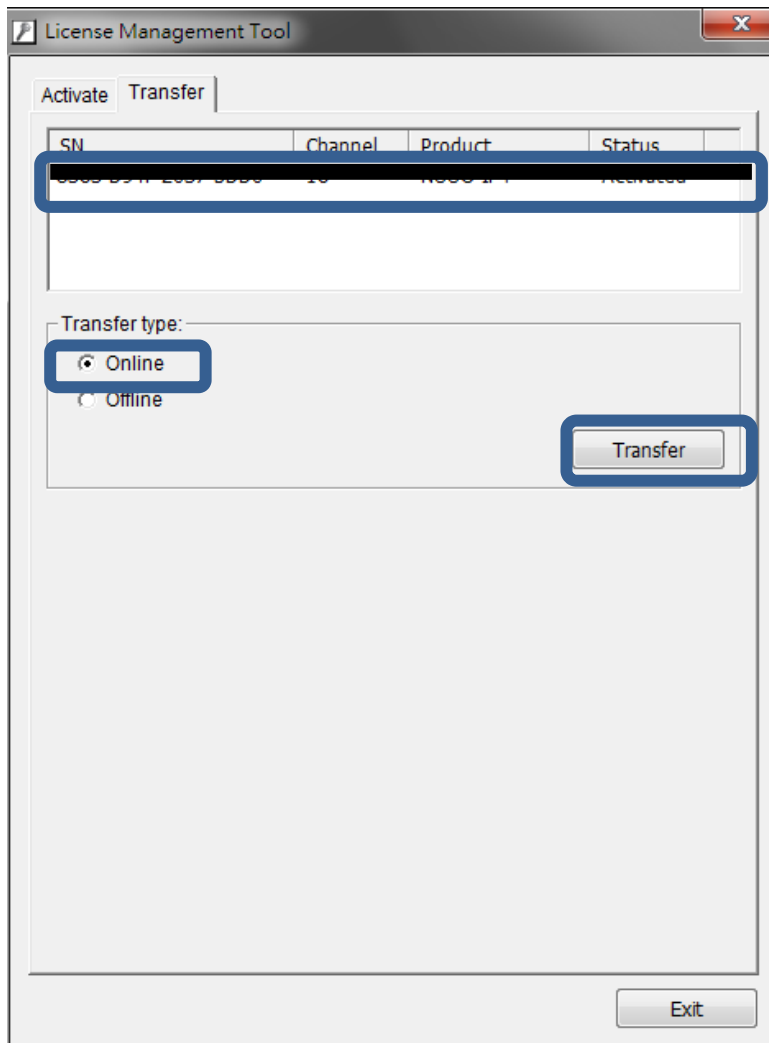 License Management Tool
Activate Transfer
SN Channel Product Status
Transfer type:
Online
Offline
Transfer
Exit